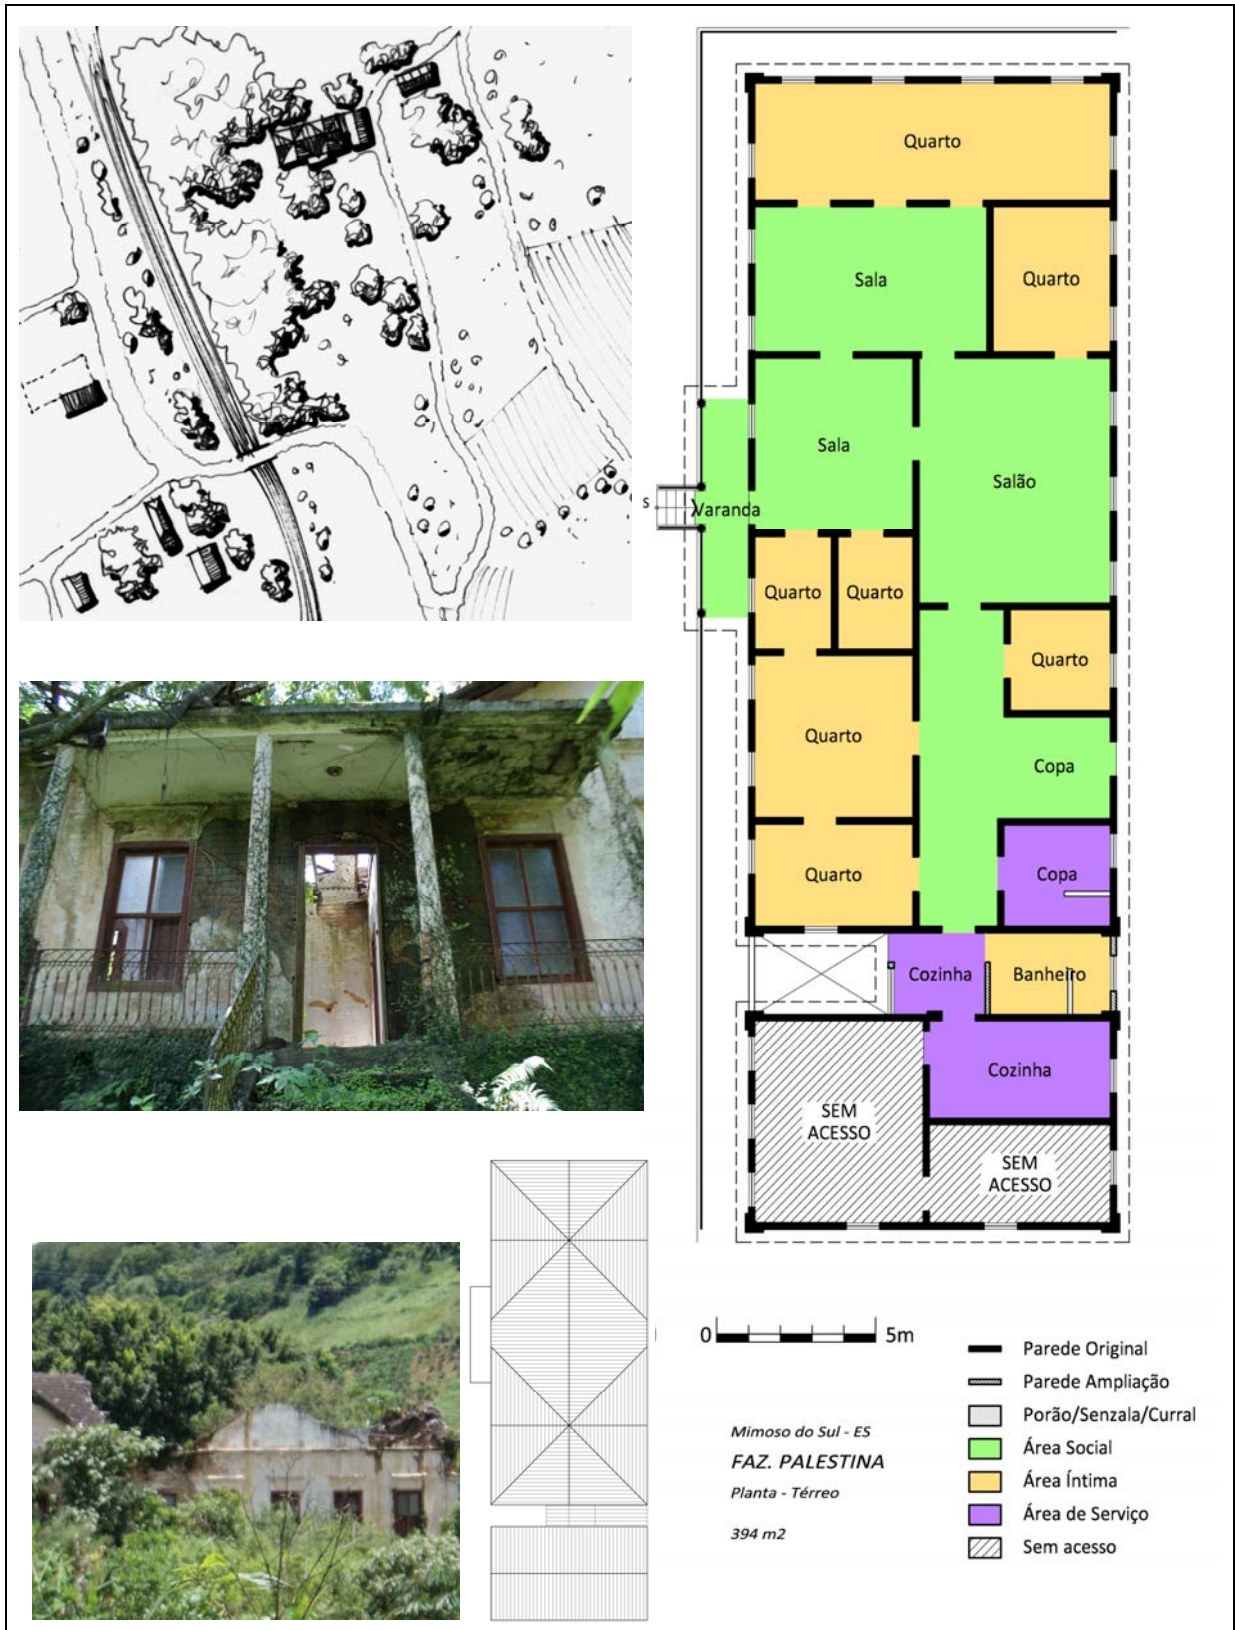 Quarto
Sala
Quarto
Sala
Salão
S
Varanda
Quarto
Quarto
Quarto
Quarto
Copa
Quarto
Copa
Cozinha
Banheiro
Cozinha
SEM
ACESSO
SEM
ACESSO
0
5m
Parede Original
Parede Ampliação
Porão/Senzala/Curral
Área Social
Área Íntima
Área de Serviço
Sem acesso
Mimoso do Sul - ES
FAZ. PALESTINA
Planta - Térreo
394 m2